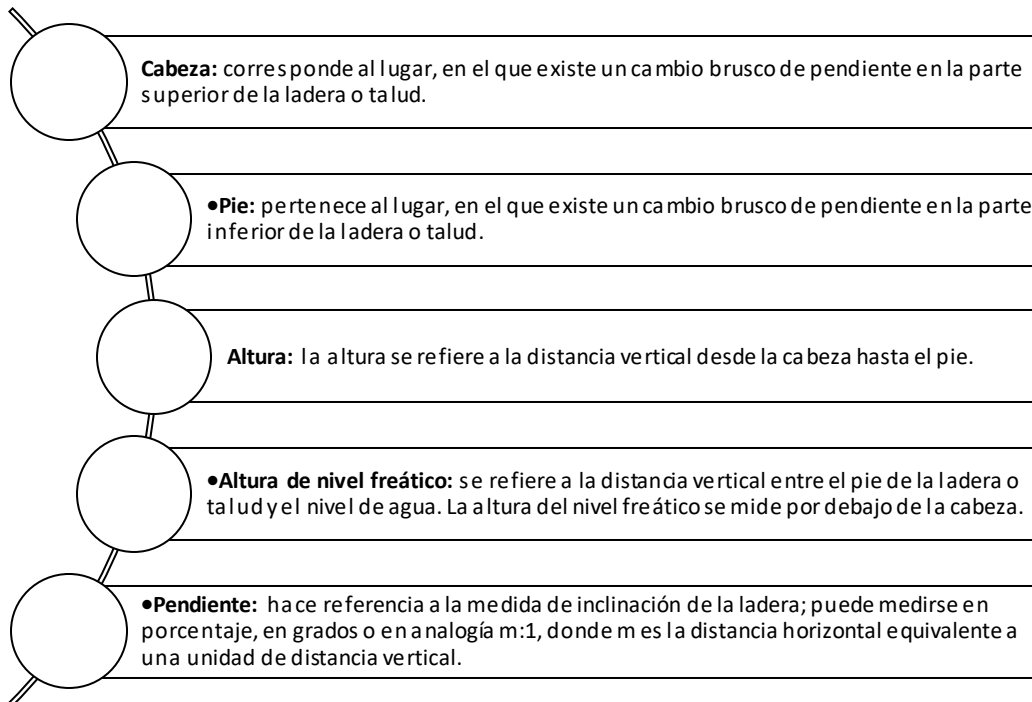 Cabeza: corresponde al lugar, en el que existe un cambio brusco de pendiente en la parte
superior de la ladera o talud.
•Pie: pertenece al lugar, en el que existe un cambio brusco de pendiente en la parte
inferior de la ladera o talud.
Altura: la altura se refiere a la distancia vertical desde la cabeza hasta el pie.
•Altura de nivel freático: se refiere a la distancia vertical entre el pie de la ladera o
talud y el nivel de agua. La altura del nivel freático se mide por debajo de la cabeza.
•Pendiente: hace referencia a la medida de inclinación de la ladera; puede medirse en
porcentaje, en grados o en analogía m:1, donde m es la distancia horizontal equivalente a
una unidad de distancia vertical.